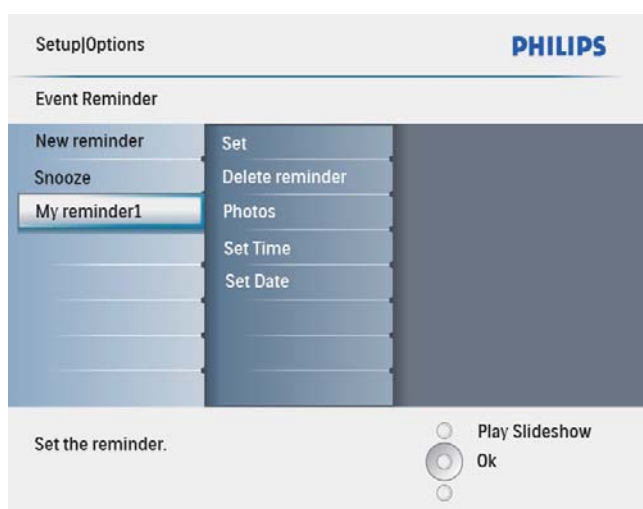 Setup|Options
PHILIPS
Event Reminder
New reminder
Snooze
My reminder1
Set
Delete reminder
Photos
Set Time
Set Date
Set the reminder.
Play Slideshow
Ok